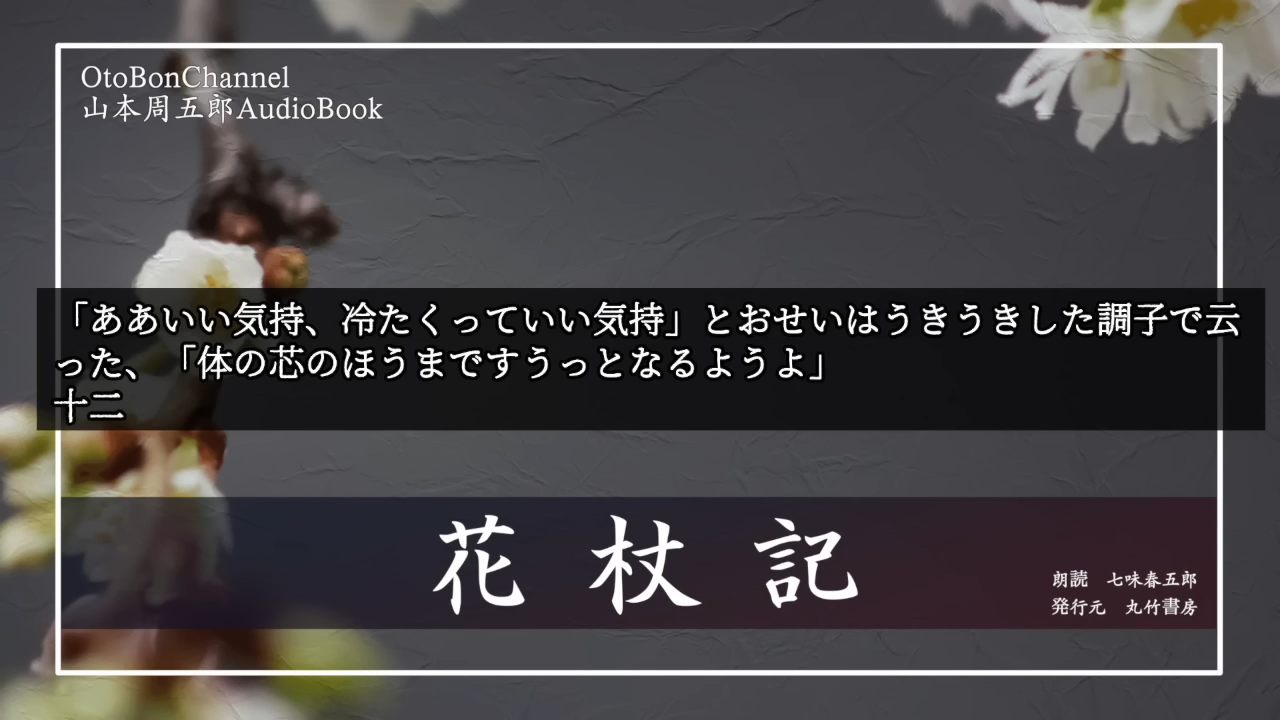 OtoBonChannel
山本周五郎AudioBook
「ああいい気持、冷たくっていい気持」とおせいはうきうきした調子で云
った、「体の芯のほうまですうっとなるようよ」
十二
花杖記
朗読　七味春五郎
発行元　丸竹書房